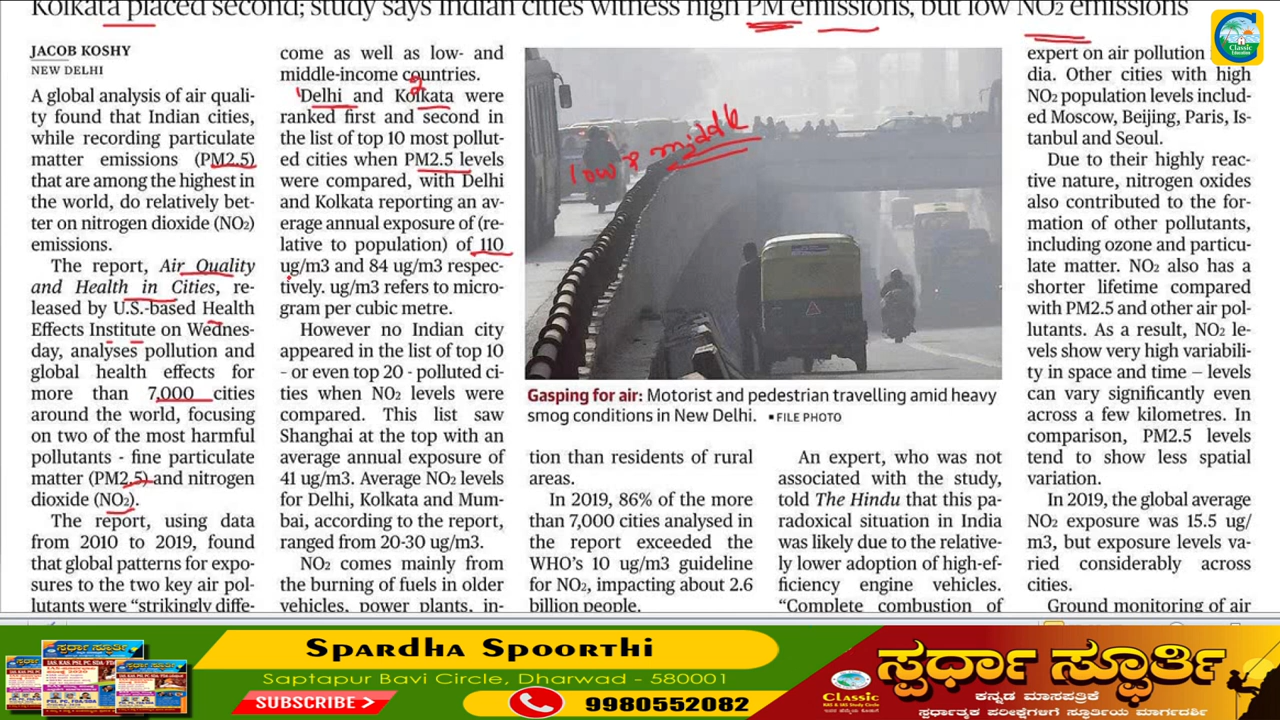 Kolkata placed second; study says Indian cities witness high PM emissions, but low NO2 emissions
JACOB KOSHY
NEW DELHI
A global analysis of air quali-
ty found that Indian cities,
while recording particulate
matter emissions (PM2.5)
that are among the highest in
the world, do relatively bet-
ter on nitrogen dioxide (NO2)
emissions.
The report, Air Quality
and Health in Cities, re-
leased by U.S.-based Health
Effects Institute on Wednes-
day, analyses pollution and
global health effects for
more than 7,000 cities
around the world, focusing
on two of the most harmful
pollutants - fine particulate
matter (PM2.5) and nitrogen
dioxide (NO2).
The report, using data
from 2010 to 2019, found
that global patterns for expo-
sures to the two key air pol-
lutants were “strikingly diffe-
come as well as low- and
middle-income countries.
1 2
Delhi and Kolkata were
ranked first and second in
the list of top 10 most pollut-
ed cities when PM2.5 levels
were compared, with Delhi
and Kolkata reporting an av-
erage annual exposure of (re-
lative to population) of 110
ug/m3 and 84 ug/m3 respec-
tively. ug/m3 refers to micro-
gram per cubic metre.
However no Indian city
appeared in the list of top 10
- or even top 20 - polluted ci-
ties when NO2 levels were
compared. This list saw
Shanghai at the top with an
average annual exposure of
41 ug/m3. Average NO2 levels
for Delhi, Kolkata and Mum-
bai, according to the report,
ranged from 20-30 ug/m3.
NO2 comes mainly from
the burning of fuels in older
vehicles, power plants, in-
low & middle
Gasping for air: Motorist and pedestrian travelling amid heavy
smog conditions in New Delhi. ▪ FILE PHOTO
tion than residents of rural
areas.
In 2019, 86% of the more
than 7,000 cities analysed in
the report exceeded the
WHO’s 10 ug/m3 guideline
for NO2, impacting about 2.6
billion people.
An expert, who was not
associated with the study,
told The Hindu that this pa-
radoxical situation in India
was likely due to the relative-
ly lower adoption of high-ef-
ficiency engine vehicles.
“Complete combustion of
expert on air pollution
dia. Other cities with high
NO2 population levels includ-
ed Moscow, Beijing, Paris, Is-
tanbul and Seoul.
Due to their highly reac-
tive nature, nitrogen oxides
also contributed to the for-
mation of other pollutants,
including ozone and particu-
late matter. NO2 also has a
shorter lifetime compared
with PM2.5 and other air pol-
lutants. As a result, NO2 le-
vels show very high variabili-
ty in space and time – levels
can vary significantly even
across a few kilometres. In
comparison, PM2.5 levels
tend to show less spatial
variation.
In 2019, the global average
NO2 exposure was 15.5 ug/
m3, but exposure levels va-
ried considerably across
cities.
Ground monitoring of air
Classic
Education
SPARDHA SPOORTHI
Saptapur Bavi Circle, Dharwad - 580001
SUBSCRIBE
9980552082
Classic
KAS & IAS Study Circle
ಸ್ಪರ್ಧಾ ಸ್ಫೂರ್ತಿ
ಕನ್ನಡ ಮಾಸಪತ್ರಿಕೆ
ಸ್ಪರ್ಧಾತ್ಮಕ ಪರೀಕ್ಷೆಗಳಿಗೆ ಸ್ಫೂರ್ತಿಯ ಮಾರ್ಗದರ್ಶಿ